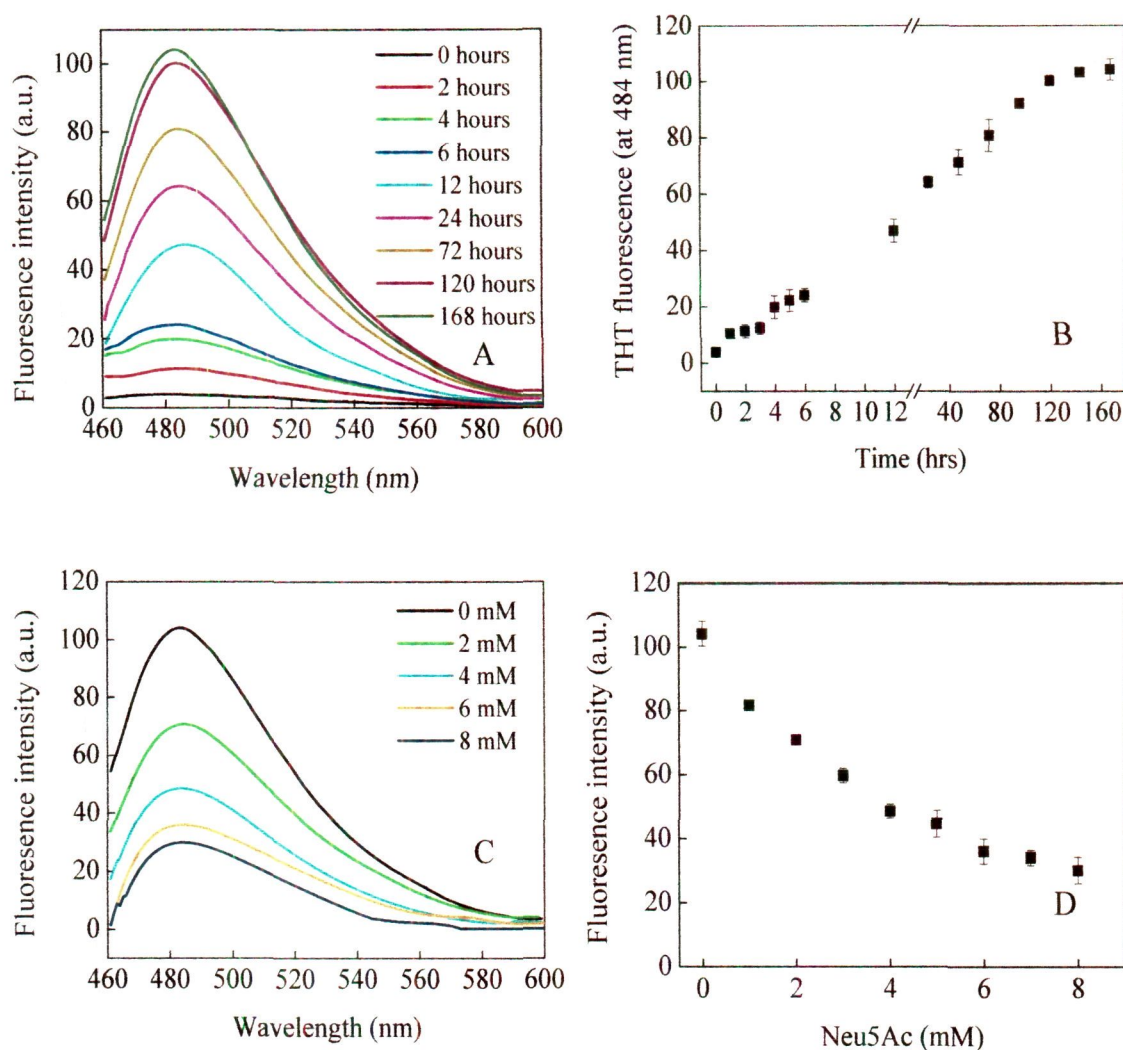 Fluoresence intensity (a.u.)
100
80
60
40
20
0
0 hours
2 hours
4 hours
6 hours
12 hours
24 hours
72 hours
120 hours
168 hours
A
460 480 500 520 540 560 580 600
Wavelength (nm)
THT fluorescence (at 484 nm)
120
100
80
60
40
20
0
B
0 2 4 6 8 10 12 40 80 120 160
Time (hrs)
Fluoresence intensity (a.u.)
120
100
80
60
40
20
0
0 mM
2 mM
4 mM
6 mM
8 mM
C
460 480 500 520 540 560 580 600
Wavelength (nm)
Fluoresence intensity (a.u.)
120
100
80
60
40
20
0
D
0 2 4 6 8
Neu5Ac (mM)